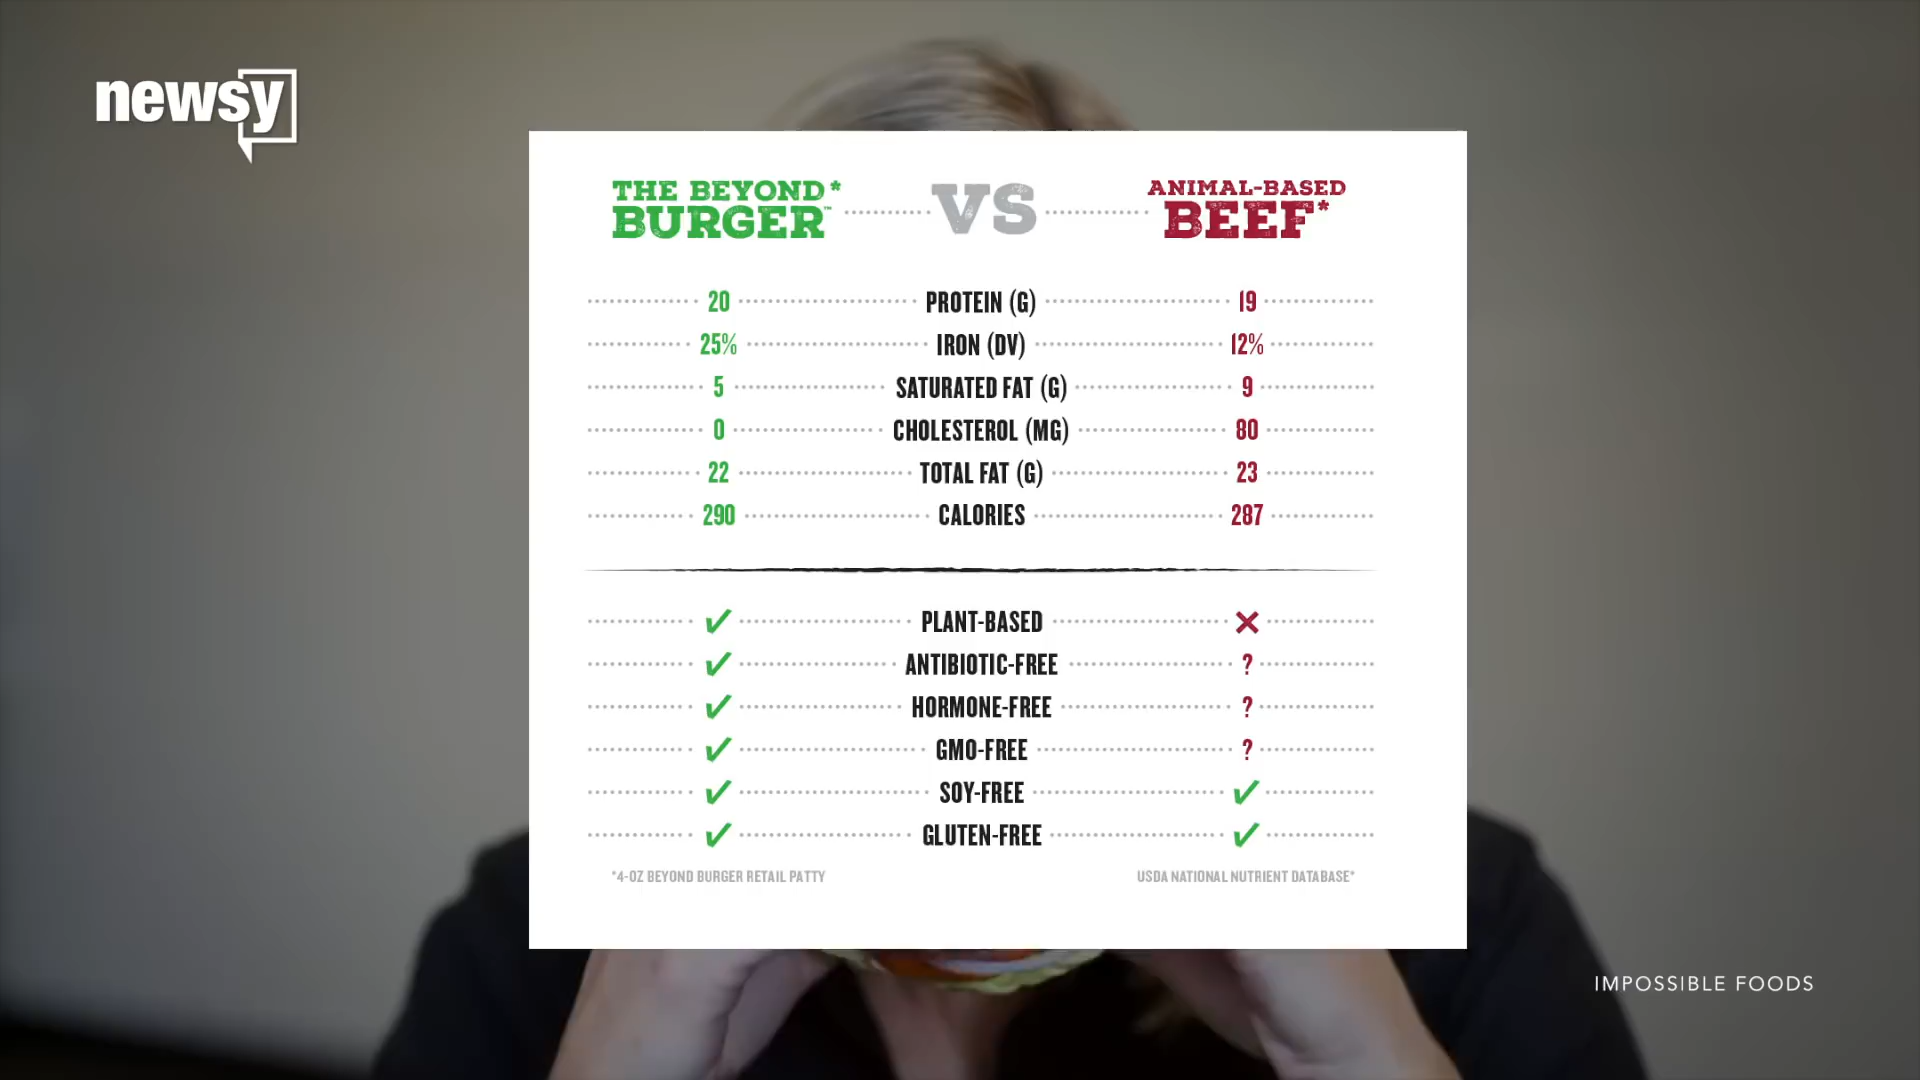 newsy
THE BEYOND* VS ANIMAL-BASED
BURGER™ BEEF*
20 PROTEIN (G) 19
25% IRON (DV) 12%
5 SATURATED FAT (G) 9
0 CHOLESTEROL (MG) 80
22 TOTAL FAT (G) 23
290 CALORIES 287
✓ PLANT-BASED ✕
✓ ANTIBIOTIC-FREE ?
✓ HORMONE-FREE ?
✓ GMO-FREE ?
✓ SOY-FREE ✓
✓ GLUTEN-FREE ✓
*4-OZ BEYOND BURGER RETAIL PATTY USDA NATIONAL NUTRIENT DATABASE*
IMPOSSIBLE FOODS